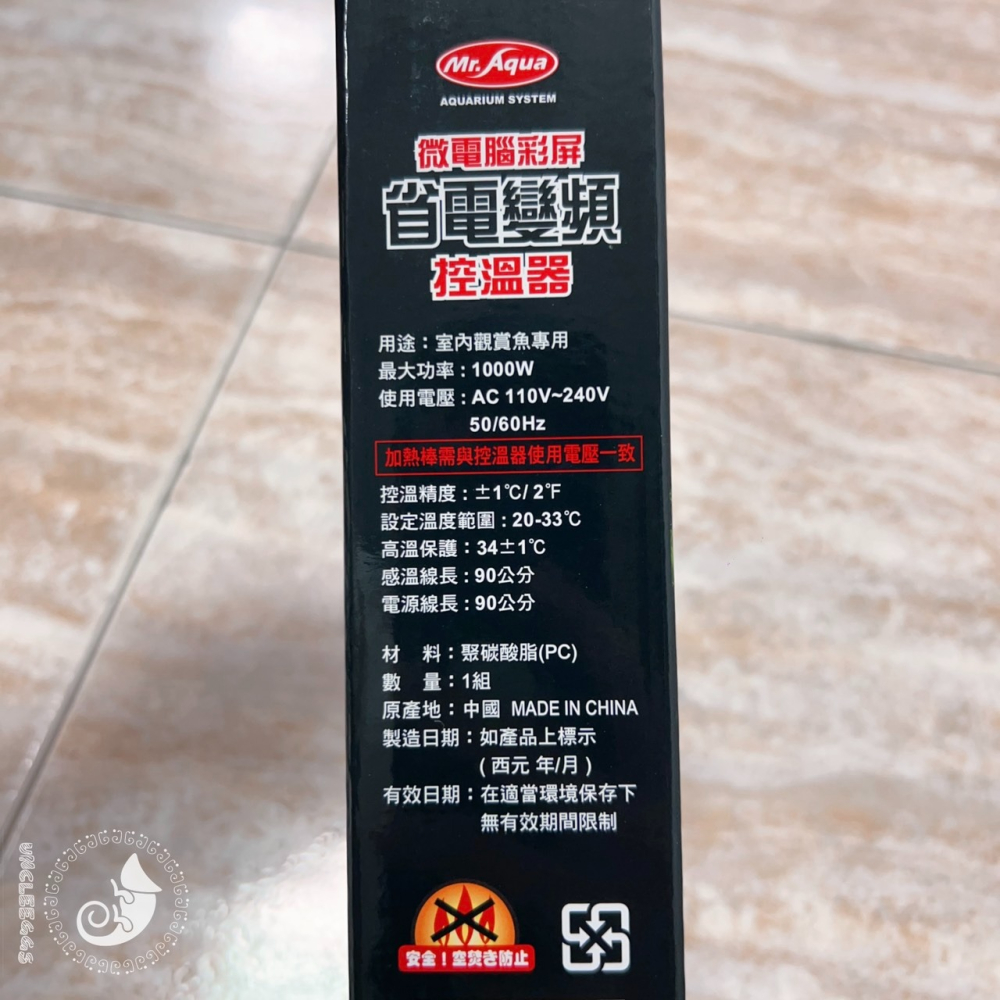 Mr. Aqua
AQUARIUM SYSTEM
微電腦彩屏
省電變頻
控溫器
用途：室內觀賞魚專用
最大功率：1000W
使用電壓：AC 110V~240V
50/60Hz
加熱棒需與控溫器使用電壓一致
控溫精度：±1℃/ 2℉
設定溫度範圍：20-33℃
高溫保護：34±1℃
感溫線長：90公分
電源線長：90公分
材　料：聚碳酸脂(PC)
數　量：1組
原產地：中國 MADE IN CHINA
製造日期：如產品上標示
(西元 年/月)
有效日期：在適當環境保存下
無有效期間限制
安全！空焚き防止
UNCLEEGGS